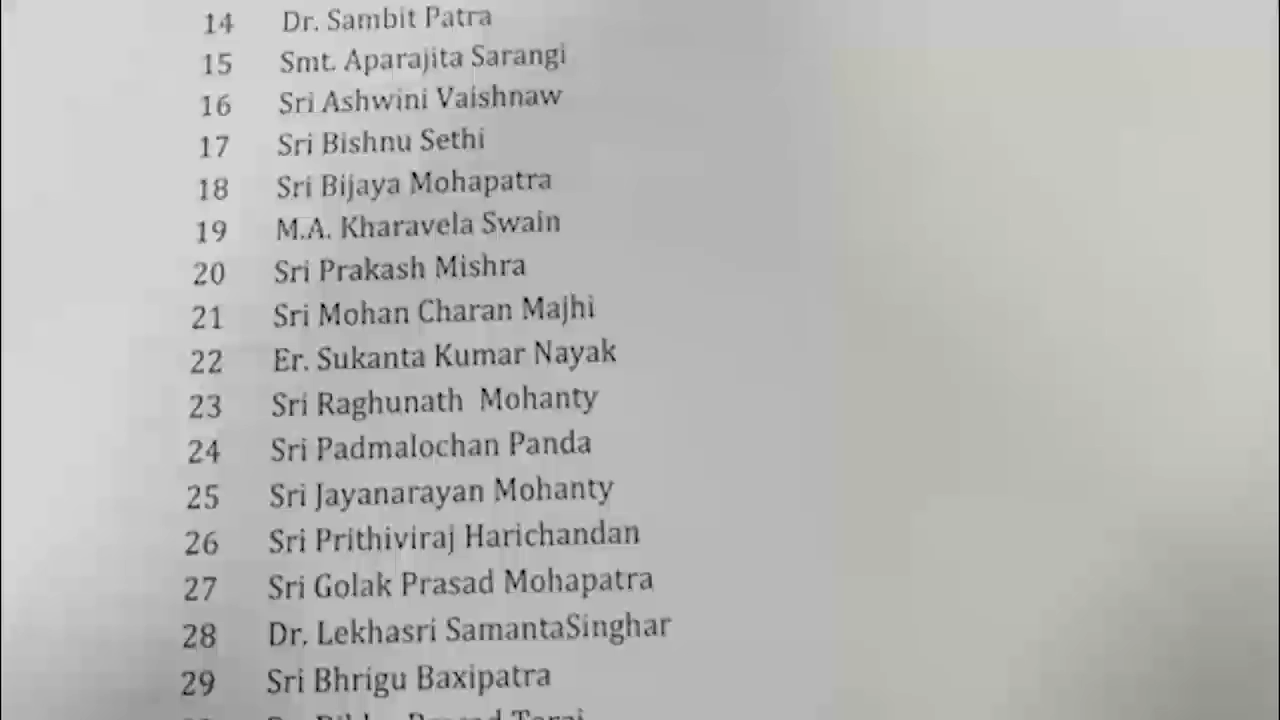 14 Dr. Sambit Patra
15 Smt. Aparajita Sarangi
16 Sri Ashwini Vaishnaw
17 Sri Bishnu Sethi
18 Sri Bijaya Mohapatra
19 M.A. Kharavela Swain
20 Sri Prakash Mishra
21 Sri Mohan Charan Majhi
22 Er. Sukanta Kumar Nayak
23 Sri Raghunath Mohanty
24 Sri Padmalochan Panda
25 Sri Jayanarayan Mohanty
26 Sri Prithiviraj Harichandan
27 Sri Golak Prasad Mohapatra
28 Dr. Lekhasri SamantaSinghar
29 Sri Bhrigu Baxipatra